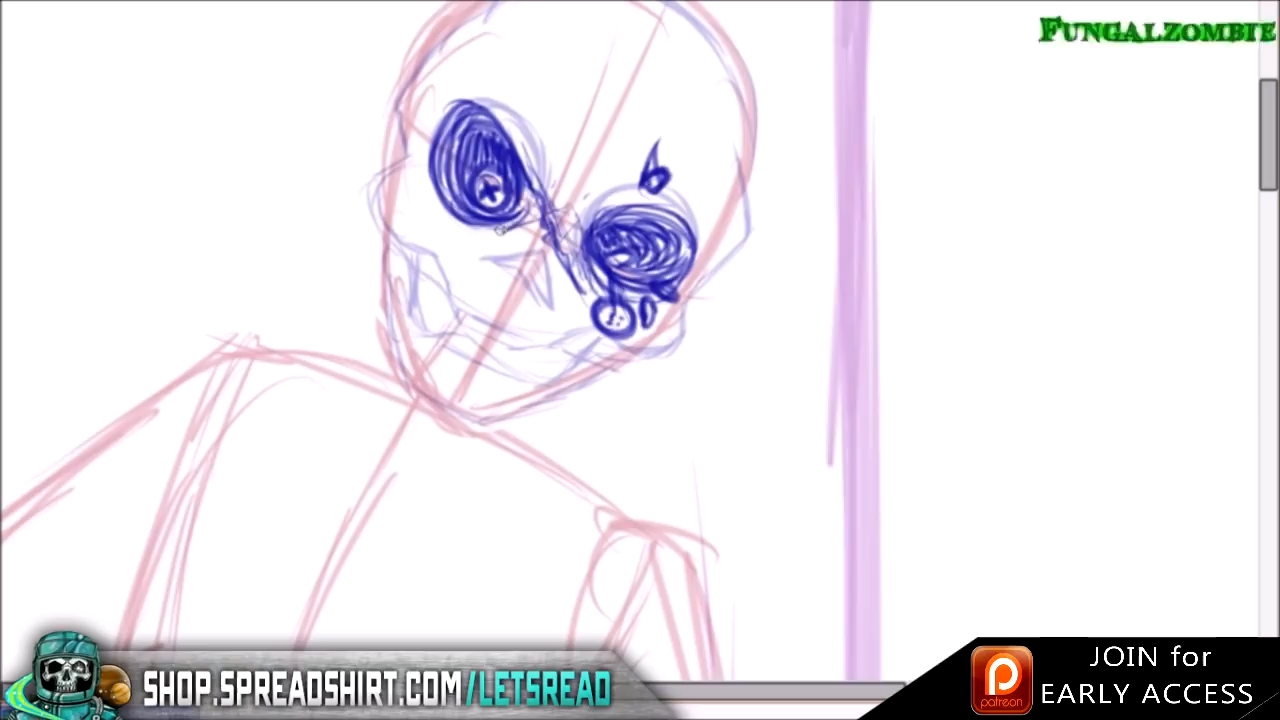 FUNGALZOMBIE
SHOP.SPREADSHIRT.COM/LETSREAD
patreon
JOIN for
EARLY ACCESS